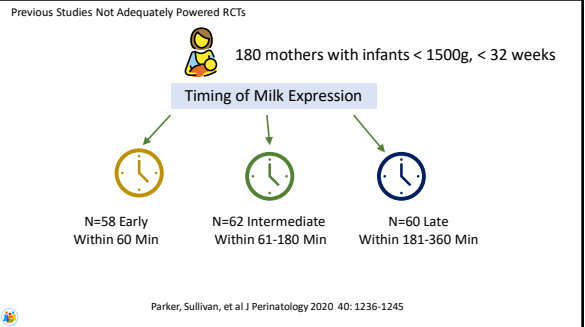 Previous Studies Not Adequately Powered RCTs
180 mothers with infants < 1500g, < 32 weeks
Timing of Milk Expression
N=58 Early
Within 60 Min
N=62 Intermediate
Within 61-180 Min
N=60 Late
Within 181-360 Min
Parker, Sullivan, et al J Perinatology 2020 40: 1236-1245